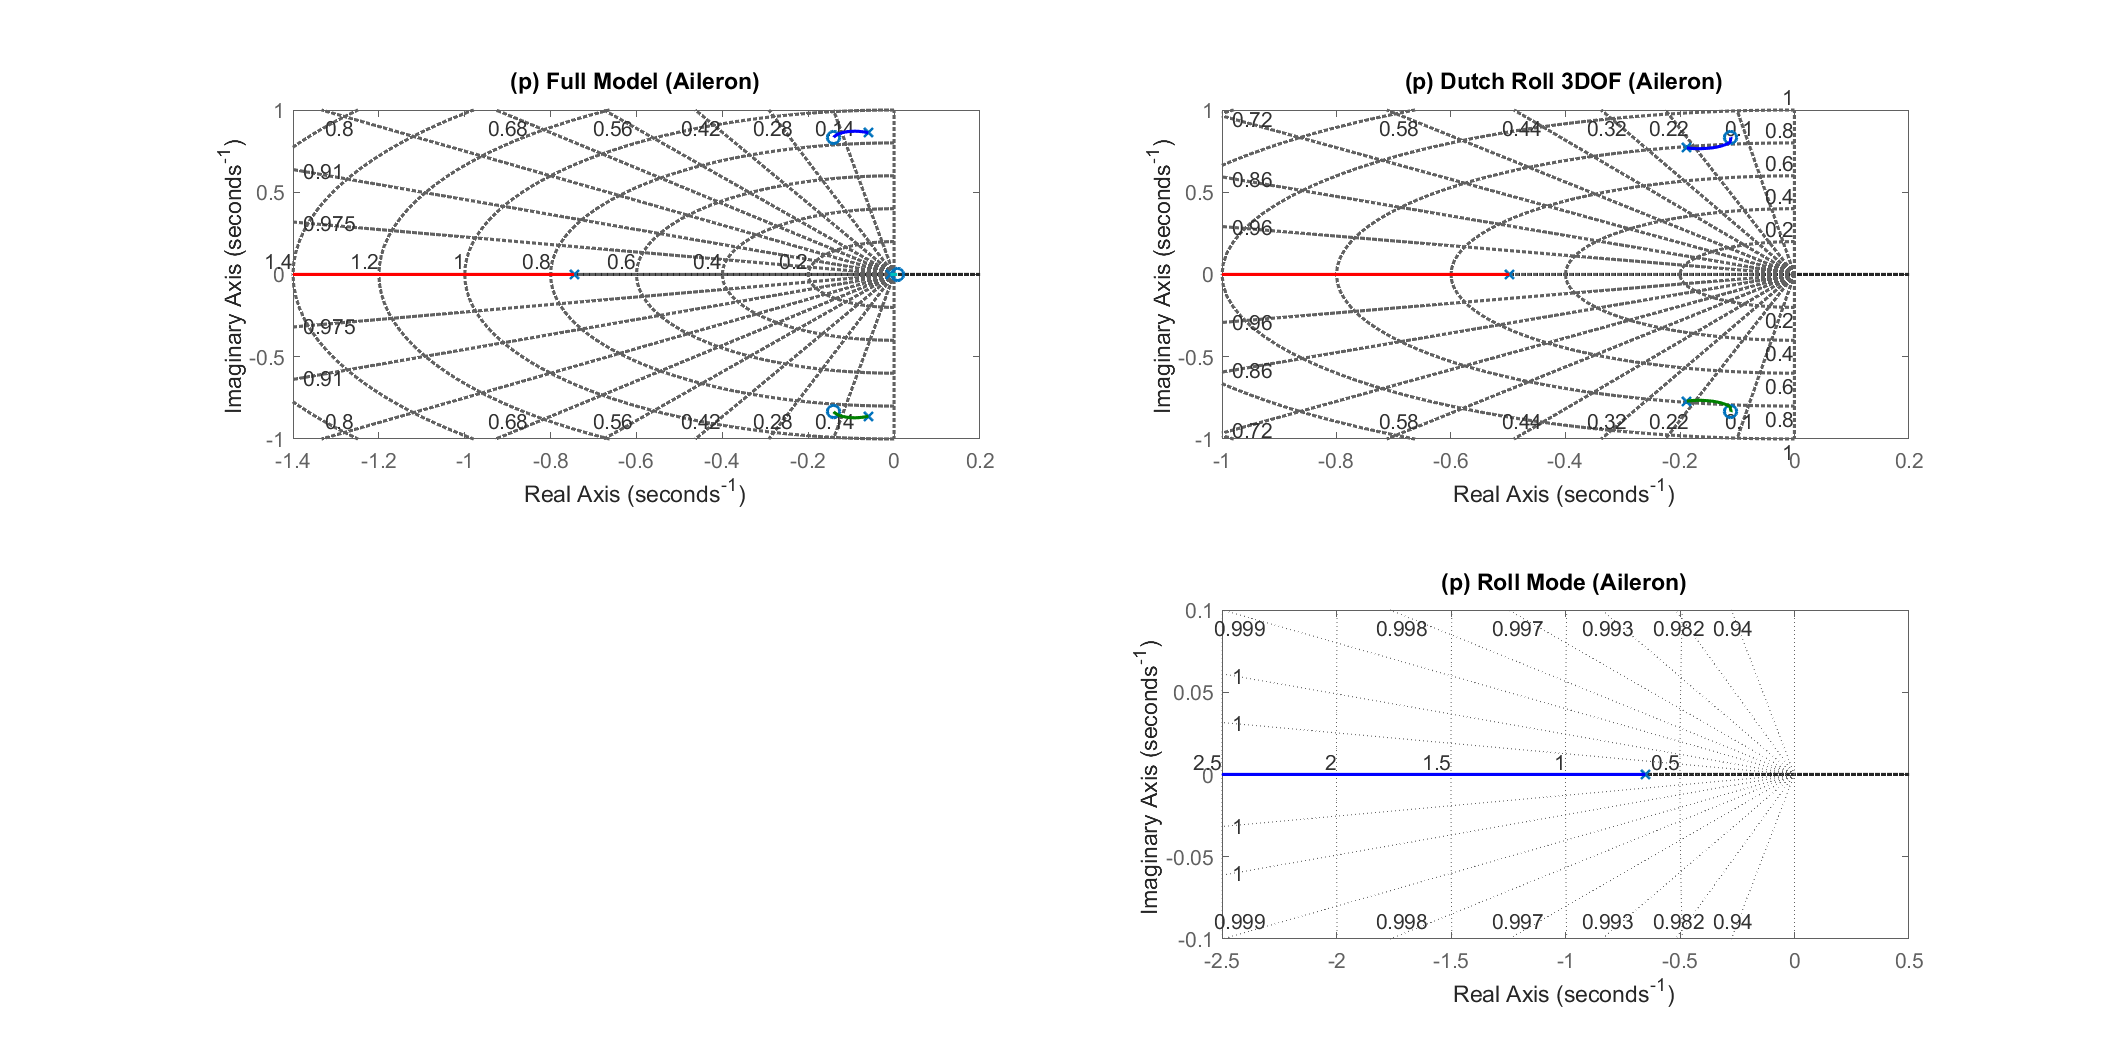 (p) Full Model (Aileron)
1
0.8 0.68 0.56 0.42 0.28 0.14
0.91
0.5
0.975
1.4 1.2 1 0.8 0.6 0.4 0.2
0
0.975
-0.5
0.91
0.8 0.68 0.56 0.42 0.28 0.14
-1
-1.4 -1.2 -1 -0.8 -0.6 -0.4 -0.2 0 0.2
Real Axis (seconds-1)
Imaginary Axis (seconds-1)
(p) Dutch Roll 3DOF (Aileron)
1
1
0.72 0.58 0.44 0.32 0.22 0.1 0.8
0.6
0.86
0.5
0.4
0.96 0.2
0
0.96 0.2
-0.5
0.4
0.86
0.6
0.72 0.58 0.44 0.32 0.22 0.1 0.8
-1
1
-1 -0.8 -0.6 -0.4 -0.2 0 0.2
Real Axis (seconds-1)
Imaginary Axis (seconds-1)
(p) Roll Mode (Aileron)
0.1
0.999 0.998 0.997 0.993 0.982 0.94
1
0.05
1
2.5 2 1.5 1 0.5
0
1
-0.05
1
0.999 0.998 0.997 0.993 0.982 0.94
-0.1
-2.5 -2 -1.5 -1 -0.5 0 0.5
Real Axis (seconds-1)
Imaginary Axis (seconds-1)